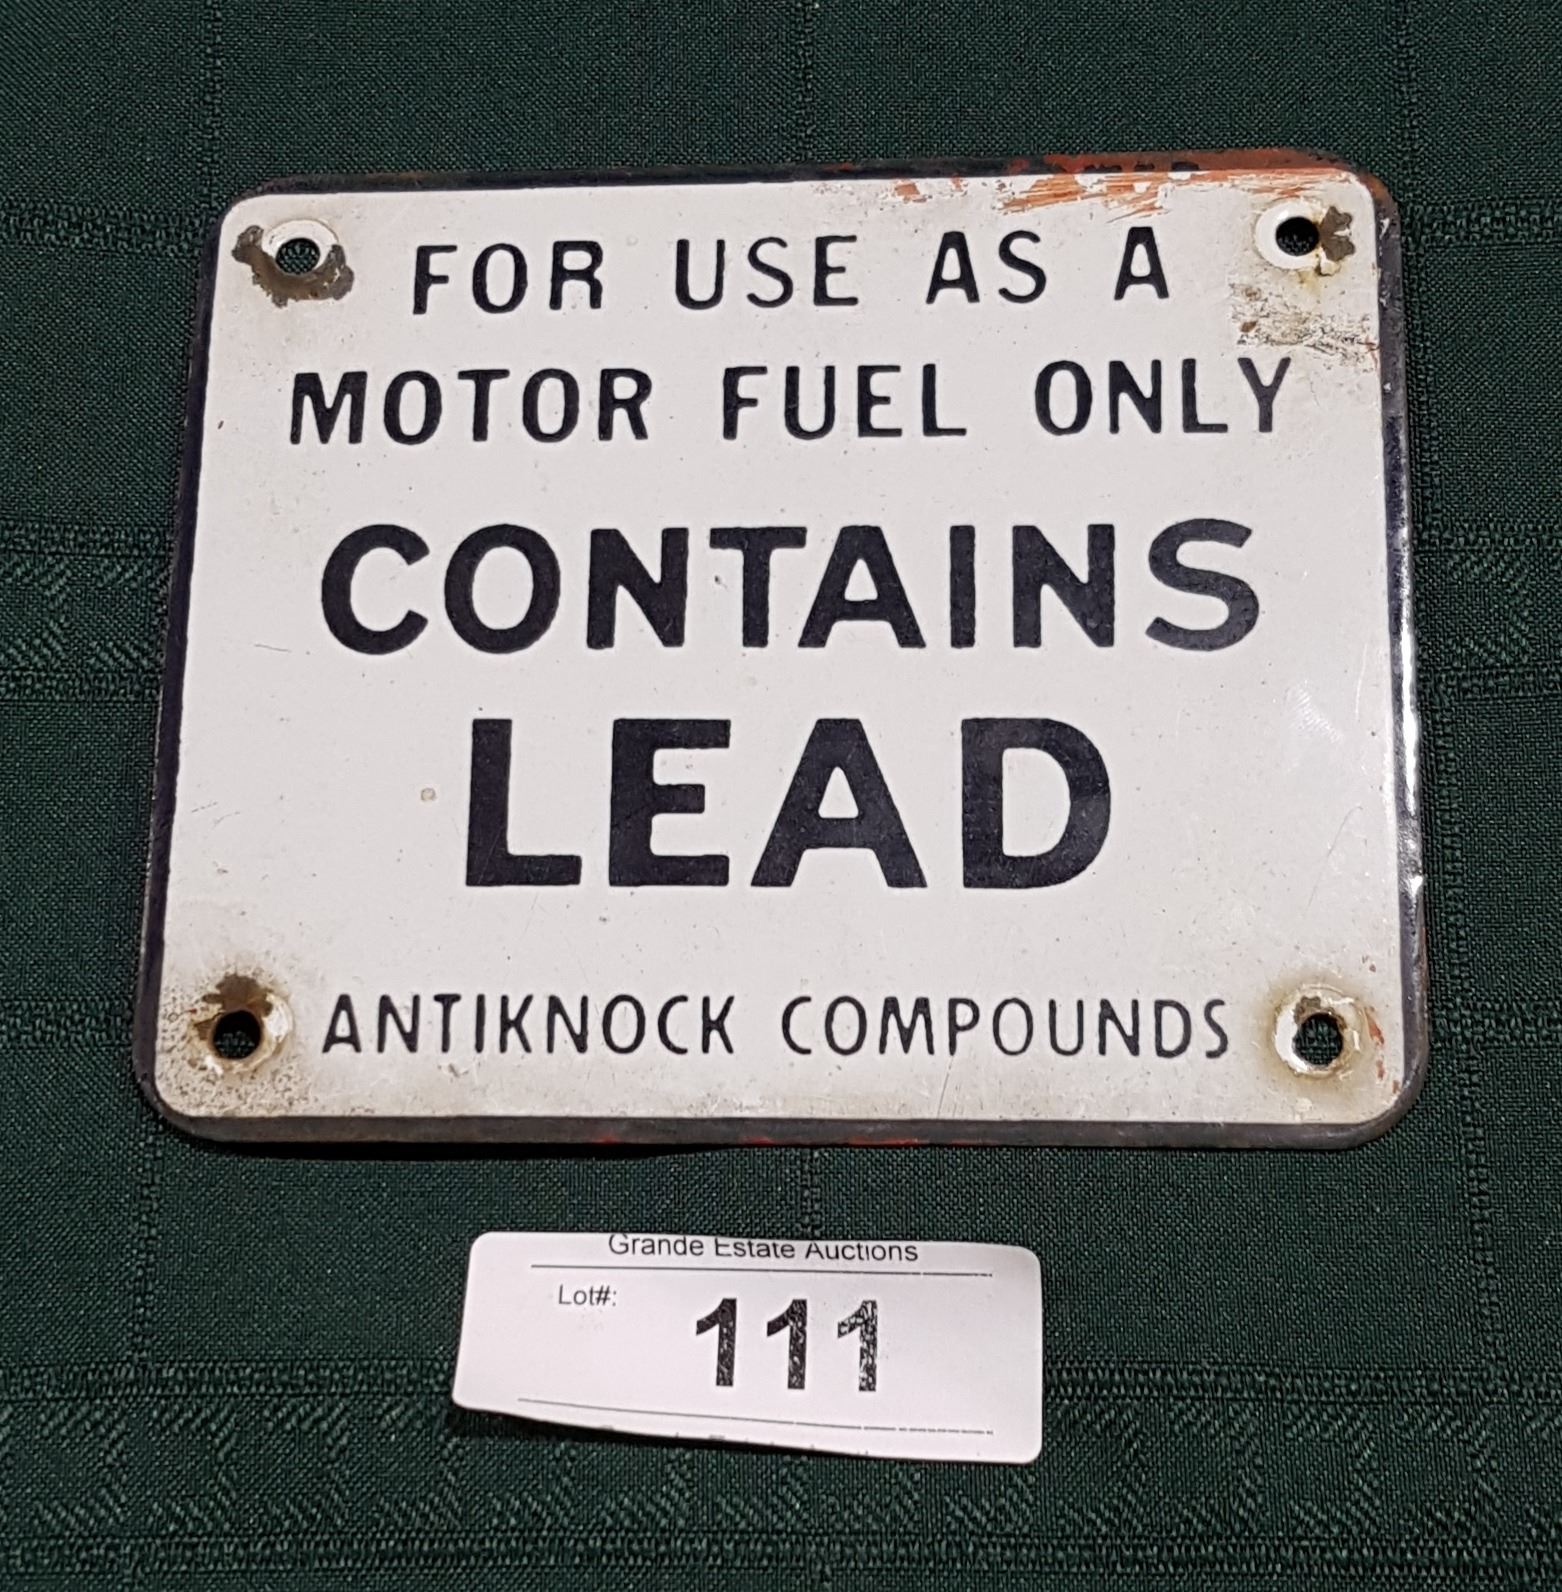 FOR USE AS A
MOTOR FUEL ONLY
CONTAINS
LEAD
ANTIKNOCK COMPOUNDS
Grande Estate Auctions
Lot#:
111